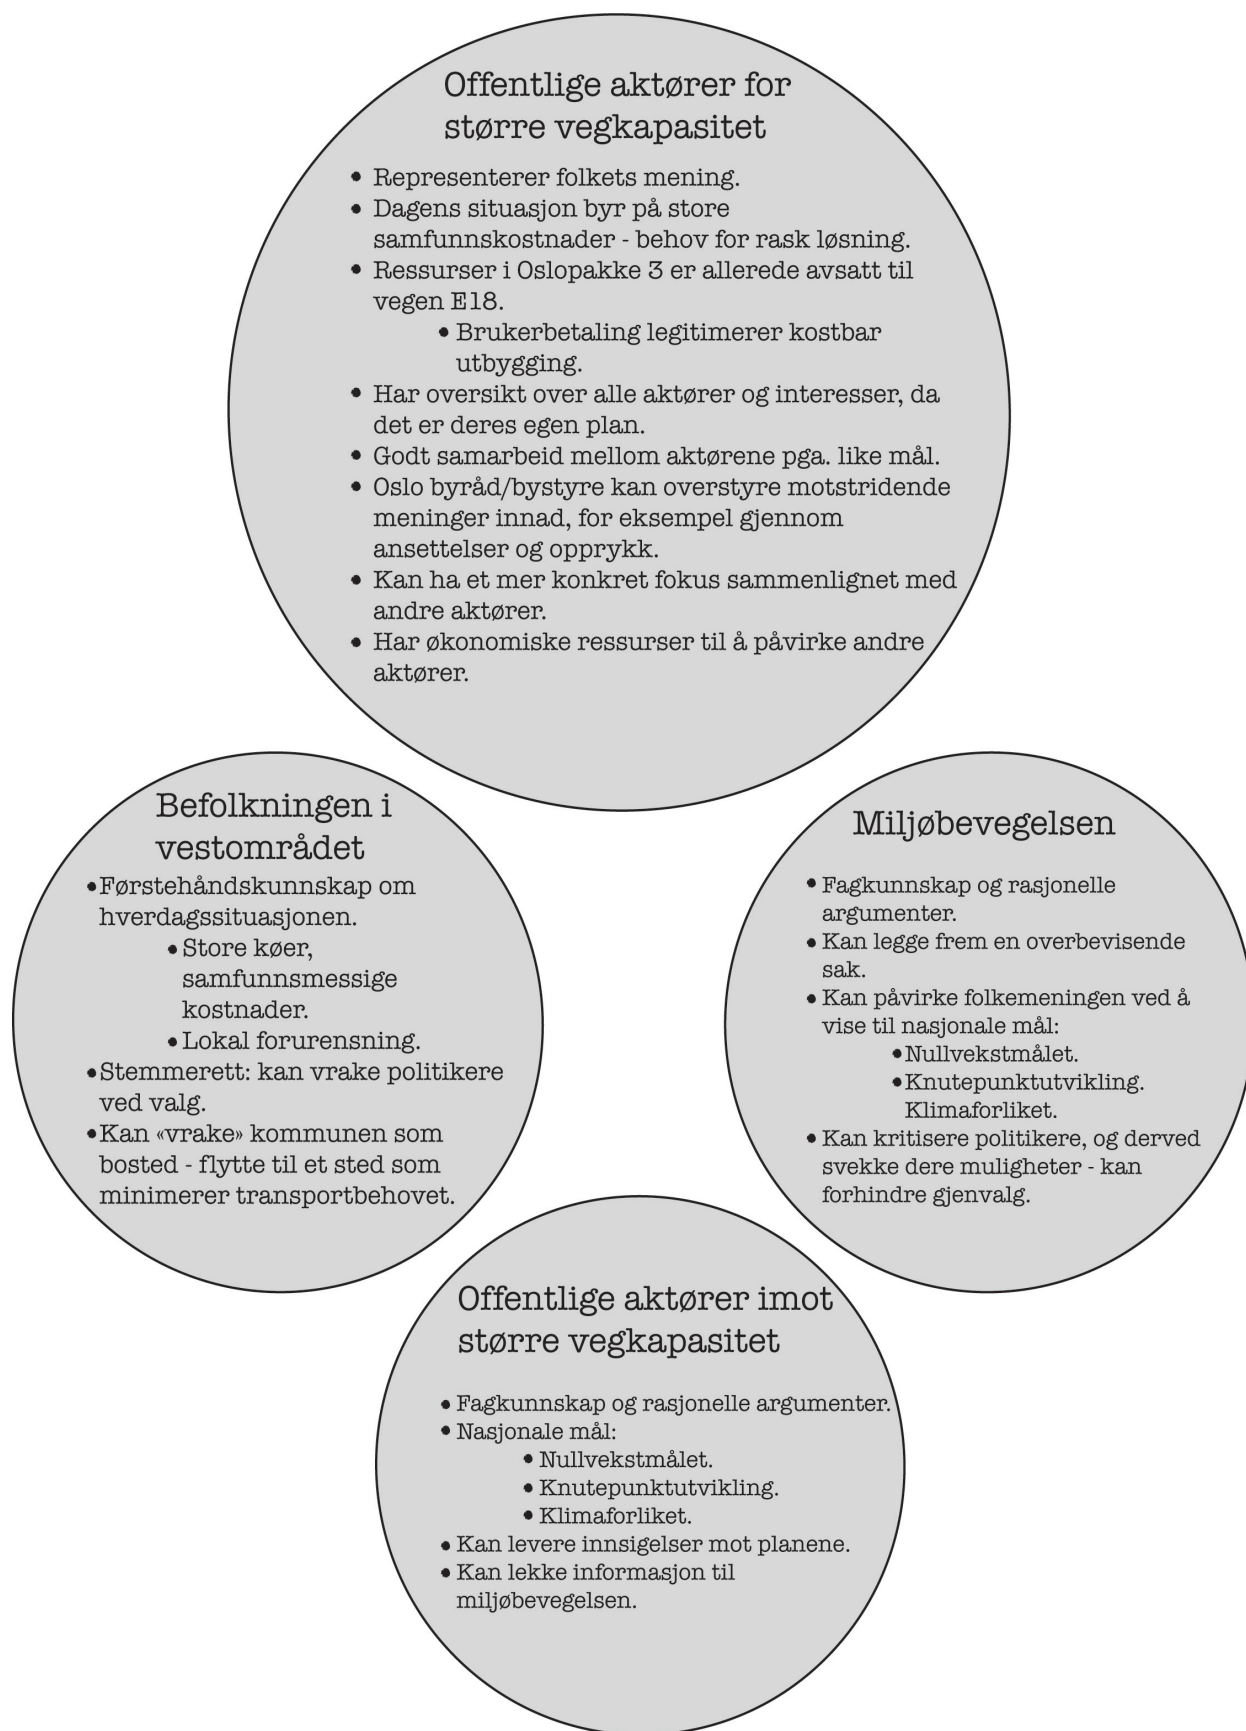 Offentlige aktører for
større vegkapasitet
• Representerer folkets mening.
• Dagens situasjon byr på store
samfunnskostnader - behov for rask løsning.
• Ressurser i Oslopakke 3 er allerede avsatt til
vegen E18.
• Brukerbetaling legitimerer kostbar
utbygging.
• Har oversikt over alle aktører og interesser, da
det er deres egen plan.
• Godt samarbeid mellom aktørene pga. like mål.
• Oslo byråd/bystyre kan overstyre motstridende
meninger innad, for eksempel gjennom
ansettelser og opprykk.
• Kan ha et mer konkret fokus sammenlignet med
andre aktører.
• Har økonomiske ressurser til å påvirke andre
aktører.
Befolkningen i
vestområdet
• Førstehåndskunnskap om
hverdagssituasjonen.
• Store køer,
samfunnsmessige
kostnader.
• Lokal forurensning.
• Stemmerett: kan vrake politikere
ved valg.
• Kan «vrake» kommunen som
bosted - flytte til et sted som
minimerer transportbehovet.
Miljøbevegelsen
• Fagkunnskap og rasjonelle
argumenter.
• Kan legge frem en overbevisende
sak.
• Kan påvirke folkemeningen ved å
vise til nasjonale mål:
• Nullvekstmålet.
• Knutepunktutvikling.
Klimaforliket.
• Kan kritisere politikere, og derved
svekke dere muligheter - kan
forhindre gjenvalg.
Offentlige aktører imot
større vegkapasitet
• Fagkunnskap og rasjonelle argumenter.
• Nasjonale mål:
• Nullvekstmålet.
• Knutepunktutvikling.
• Klimaforliket.
• Kan levere innsigelser mot planene.
• Kan lekke informasjon til
miljøbevegelsen.